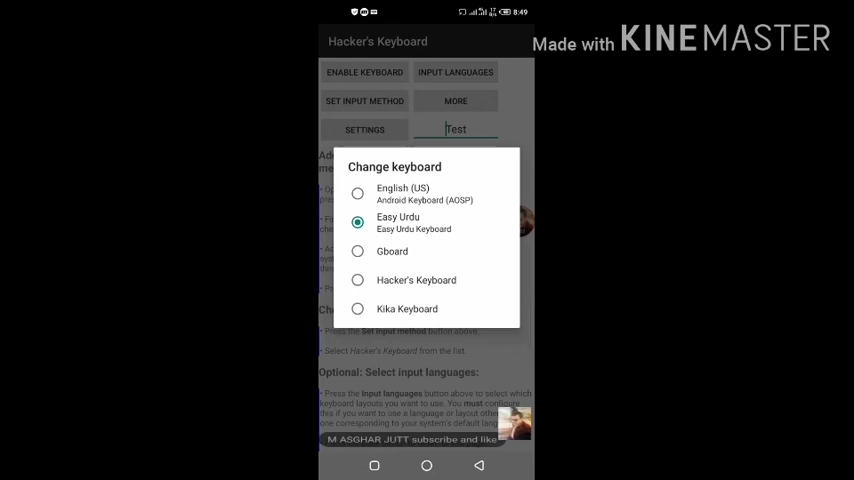 8:49
Hacker's Keyboard
Made with KINEMASTER
ENABLE KEYBOARD INPUT LANGUAGES
SET INPUT METHOD MORE
SETTINGS Test
Change keyboard
English (US)
Android Keyboard (AOSP)
Easy Urdu
Easy Urdu Keyboard
Gboard
Hacker's Keyboard
Kika Keyboard
• Press the Set input method button above.
• Select Hacker's Keyboard from the list.
Optional: Select input languages:
• Press the Input languages button above to select which
keyboard layouts you want to use. You must configure
this if you want to use a language or layout
one corresponding to your system's default
M ASGHAR JUTT subscribe and like